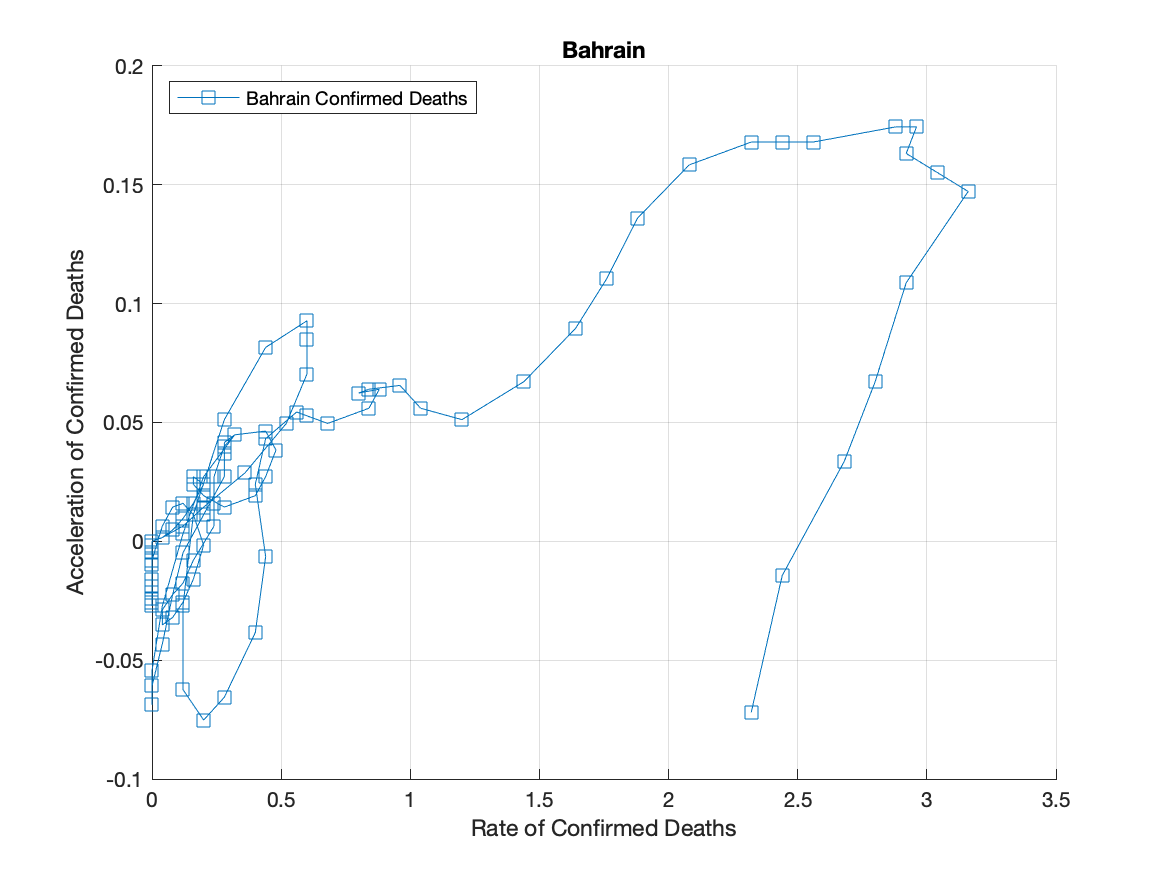 Bahrain
Bahrain Confirmed Deaths
0.2
0.15
0.1
0.05
0
-0.05
-0.1
Acceleration of Confirmed Deaths
0 0.5 1 1.5 2 2.5 3 3.5
Rate of Confirmed Deaths